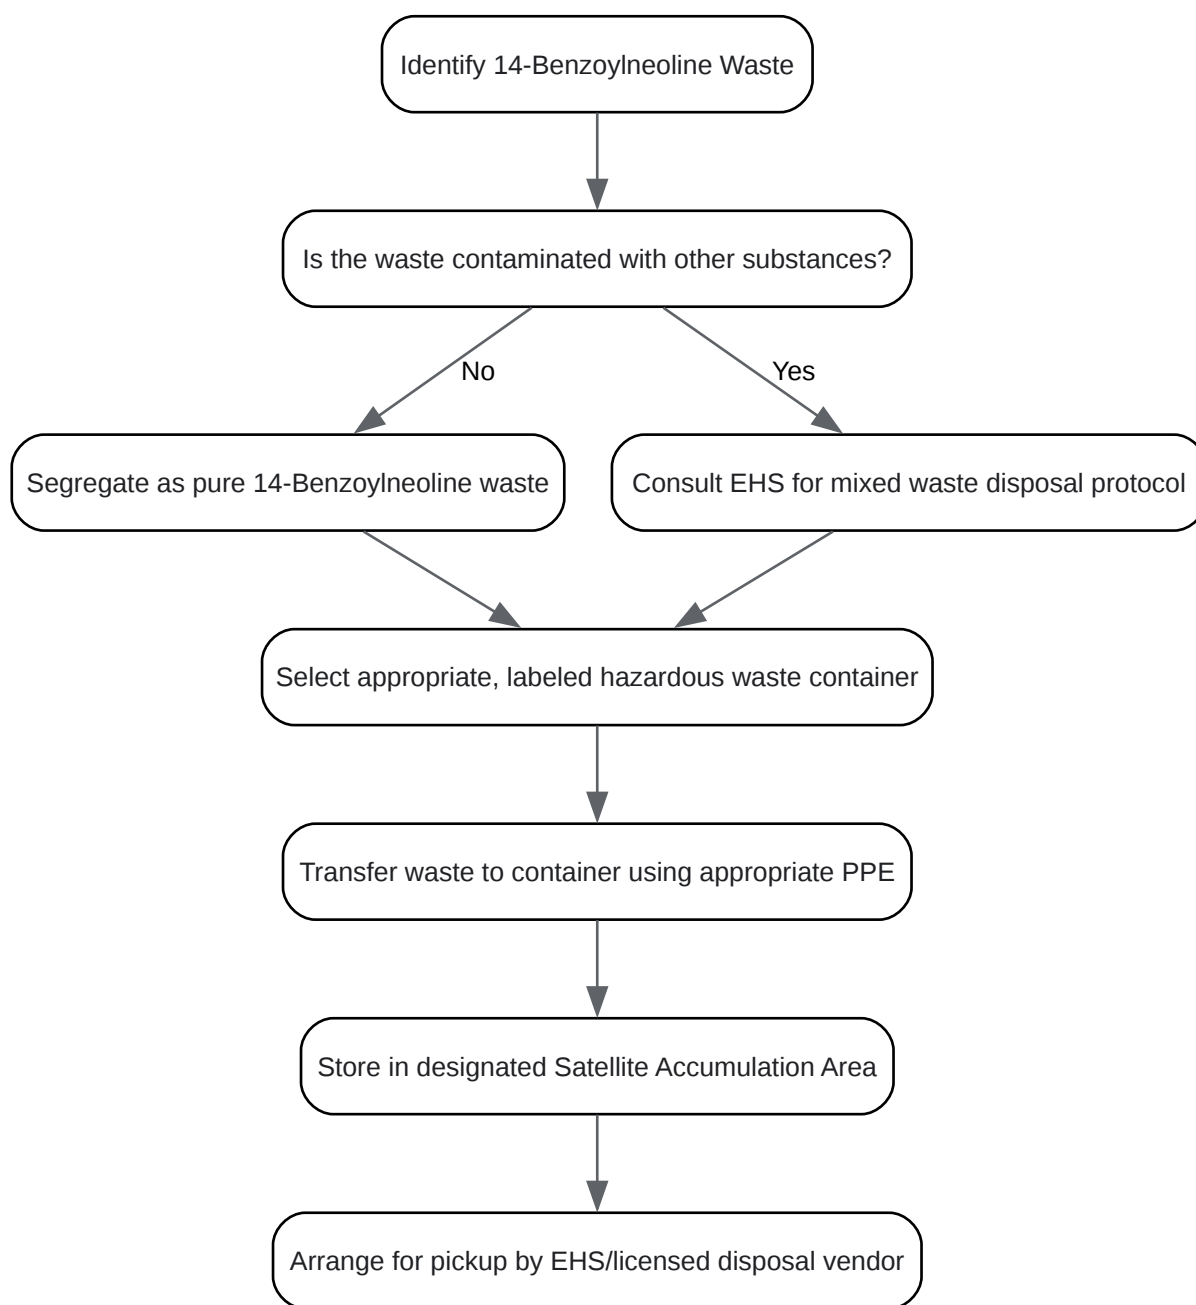 Identify 14-Benzoylneoline Waste
Is the waste contaminated with other substances?
No
Yes
Segregate as pure 14-Benzoylneoline waste
Consult EHS for mixed waste disposal protocol
Select appropriate, labeled hazardous waste container
Transfer waste to container using appropriate PPE
Store in designated Satellite Accumulation Area
Arrange for pickup by EHS/licensed disposal vendor